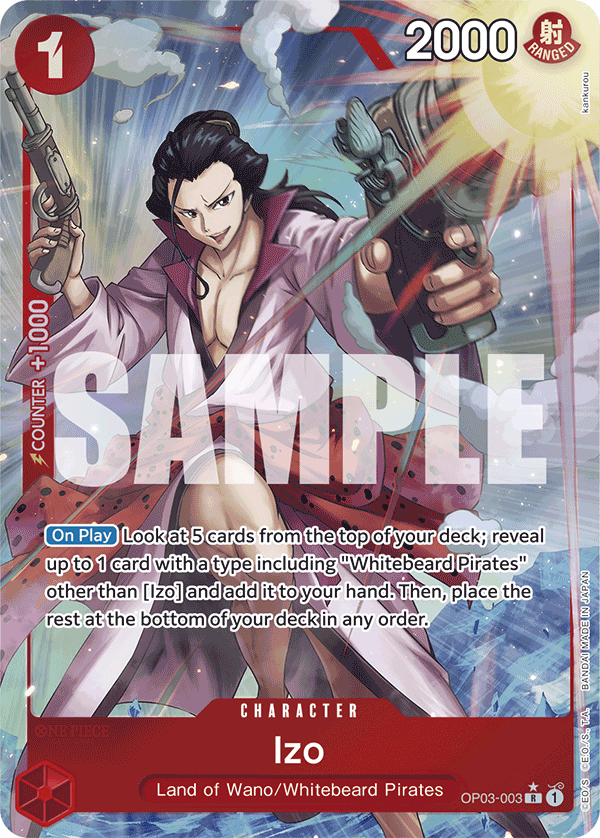 1
2000
射
RANGED
kankurou
COUNTER +1000
SAMPLE
On Play Look at 5 cards from the top of your deck; reveal
up to 1 card with a type including "Whitebeard Pirates"
other than [Izo] and add it to your hand. Then, place the
rest at the bottom of your deck in any order.
CHARACTER
ONE PIECE
Izo
Land of Wano/Whitebeard Pirates
OP03-003 R 1
©E.O/S ©E.O./S., T.A. BANDAI MADE IN JAPAN